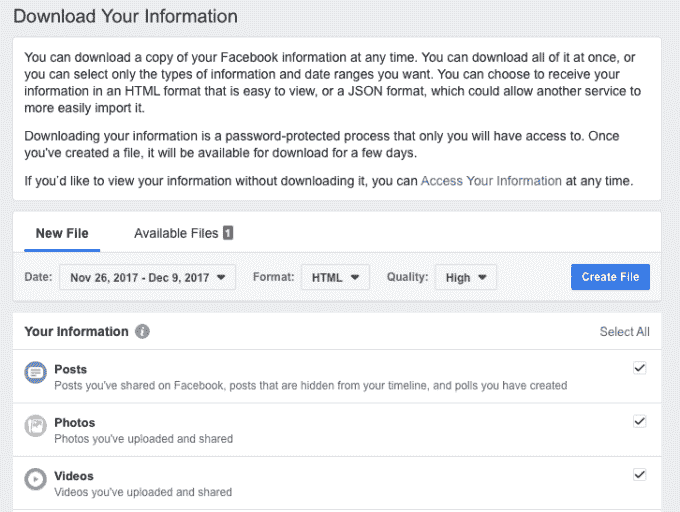 Download Your Information
You can download a copy of your Facebook information at any time. You can download all of it at once, or
you can select only the types of information and date ranges you want. You can choose to receive your
information in an HTML format that is easy to view, or a JSON format, which could allow another service to
more easily import it.
Downloading your information is a password-protected process that only you will have access to. Once
you've created a file, it will be available for download for a few days.
If you'd like to view your information without downloading it, you can Access Your Information at any time.
New File Available Files 1
Date: Nov 26, 2017 - Dec 9, 2017 Format: HTML Quality: High Create File
Your Information Select All
Posts
Posts you've shared on Facebook, posts that are hidden from your timeline, and polls you have created
Photos
Photos you've uploaded and shared
Videos
Videos you've uploaded and shared